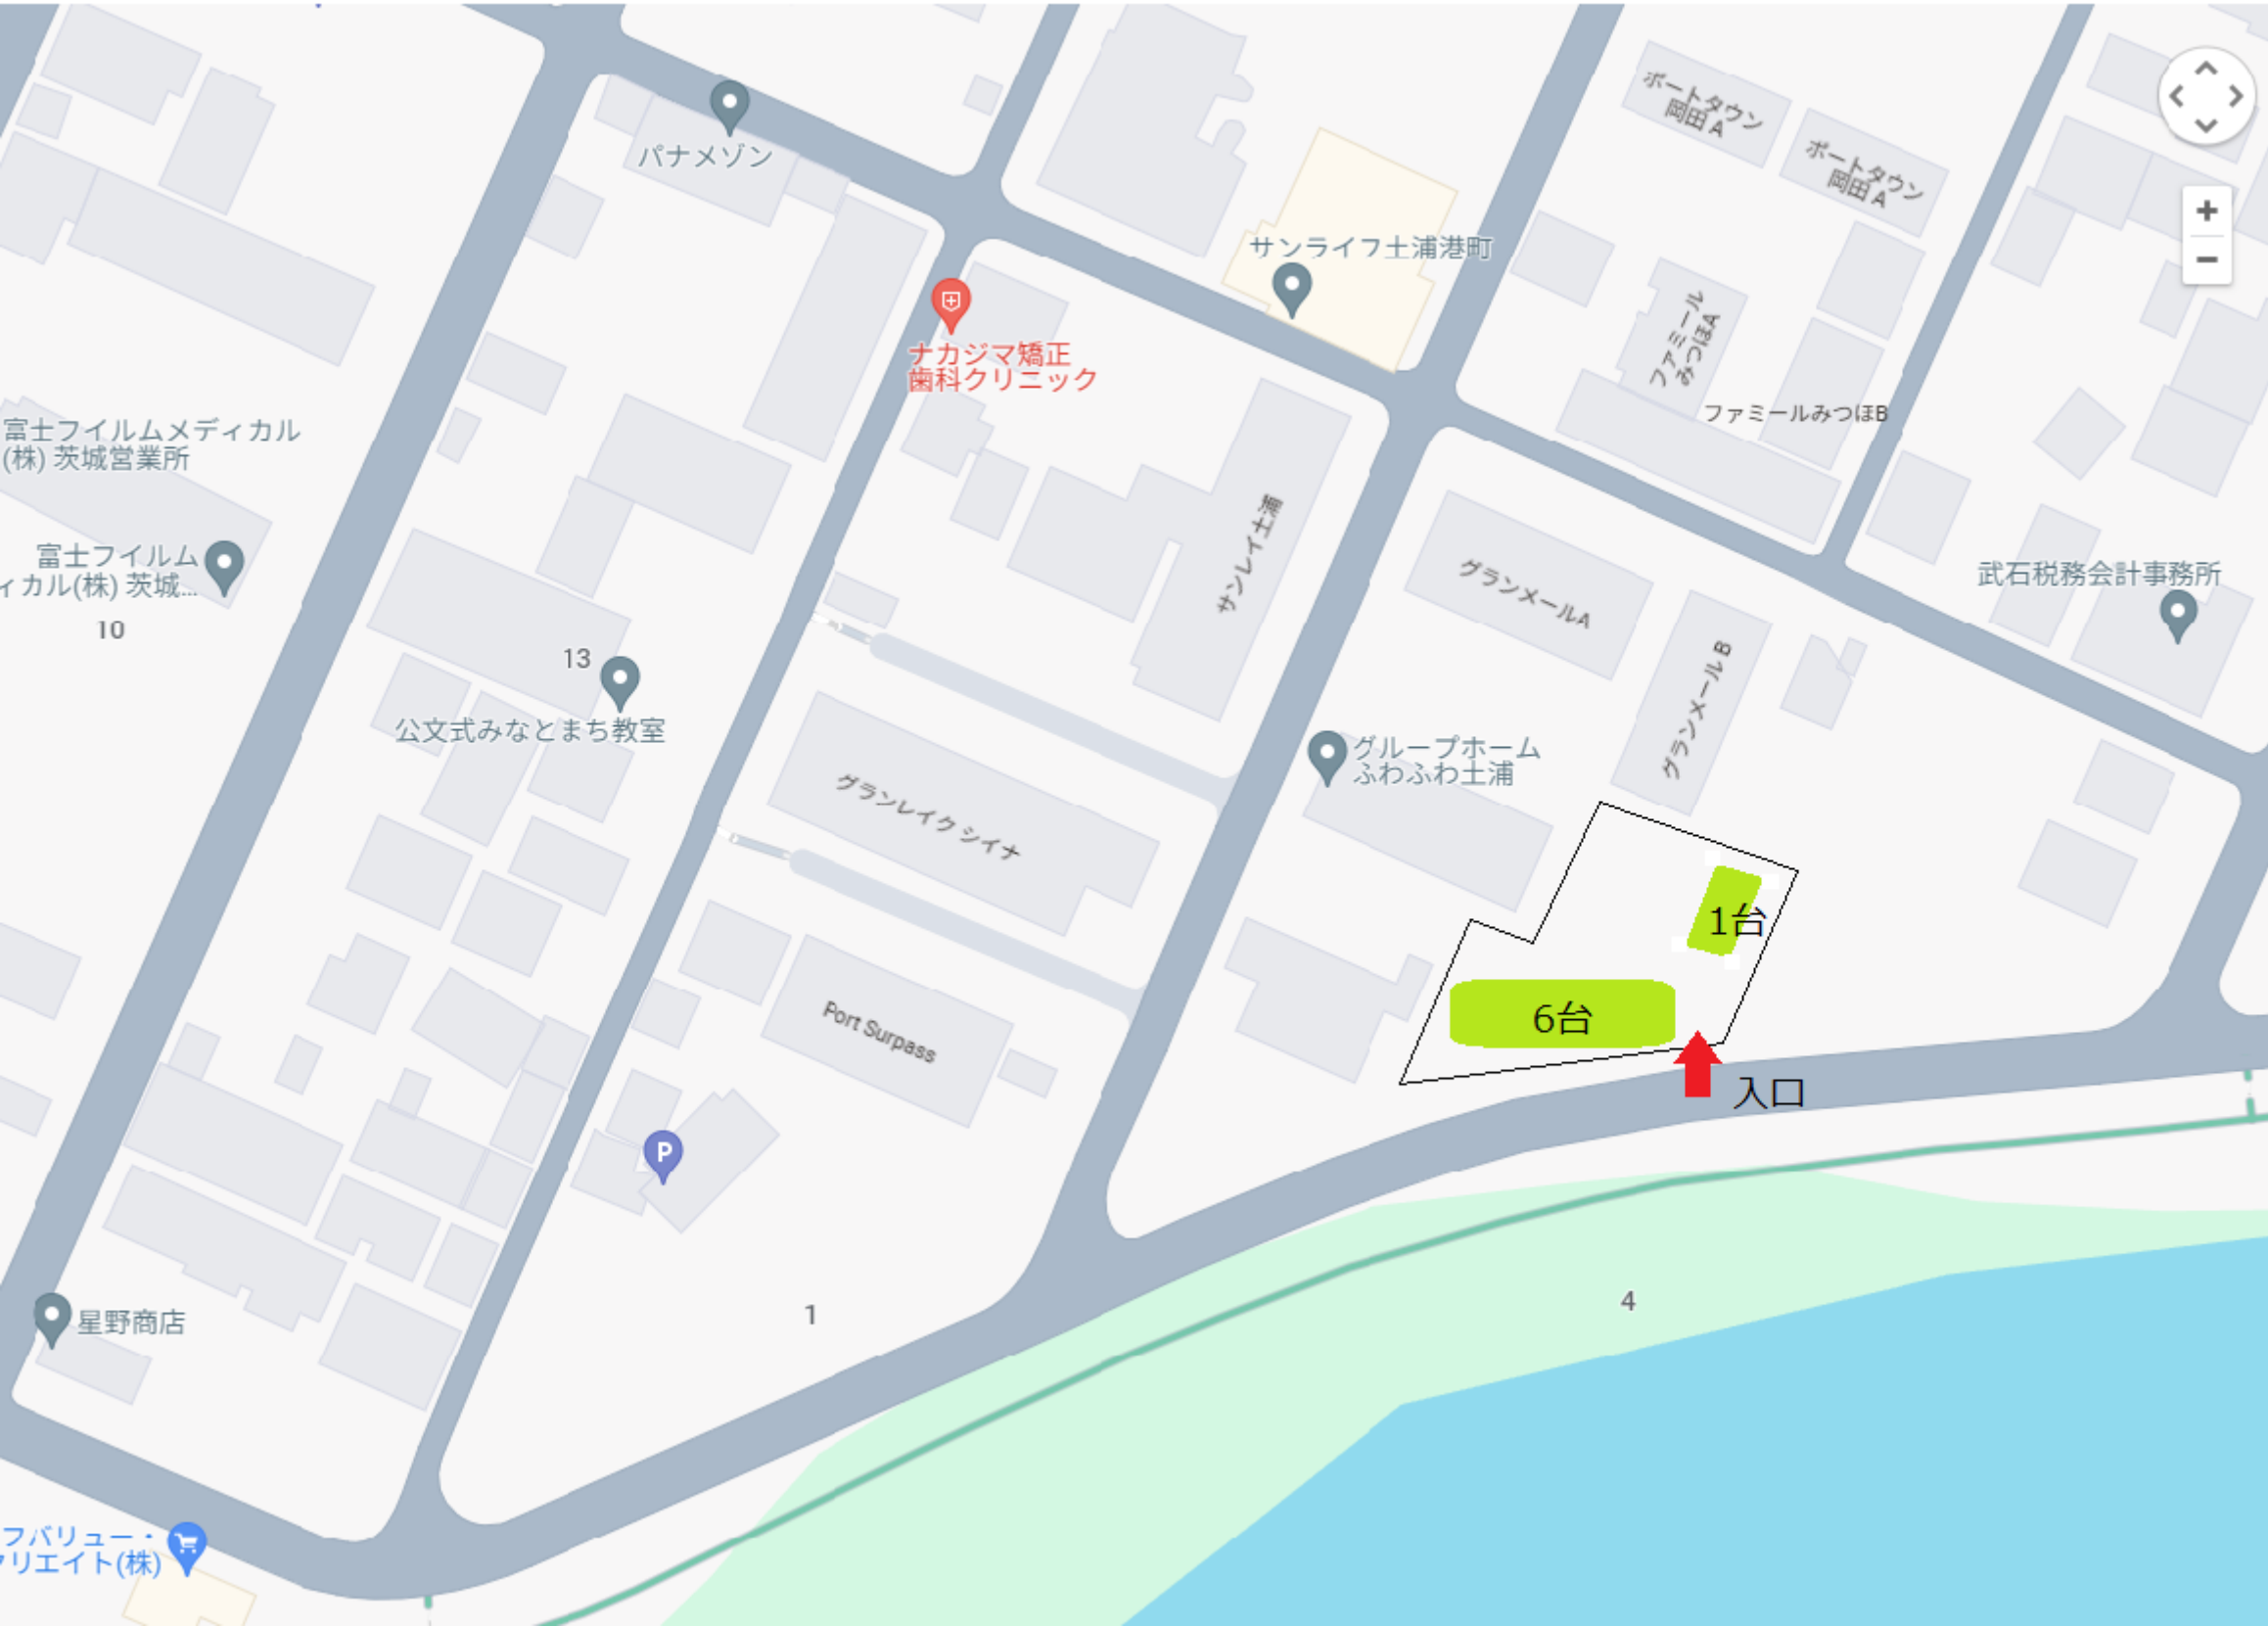 ポートタウン
岡田 A
ポートタウン
岡田 A
パナメゾン
サンライフ土浦港町
ナカジマ矯正
歯科クリニック
ファミール
みつほA
ファミールみつほB
富士フイルムメディカル
(株) 茨城営業所
サンレイ土浦
富士フイルム
ィカル(株) 茨城...
10
グランメールA
武石税務会計事務所
13
公文式みなとまち教室
グランメール B
グループホーム
ふわふわ土浦
グランレイク シイナ
1台
6台
Port Surpass
入口
P
星野商店
1
4
フバリュー・
クリエイト(株)